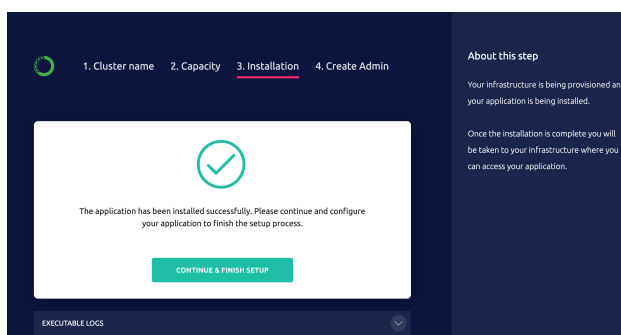 1. Cluster name 2. Capacity 3. Installation 4. Create Admin
The application has been installed successfully. Please continue and configure
your application to finish the setup process.
CONTINUE & FINISH SETUP
EXECUTABLE LOGS
About this step
Your infrastructure is being provisioned an
your application is being installed.
Once the installation is complete you will
be taken to your infrastructure where you
can access your application.